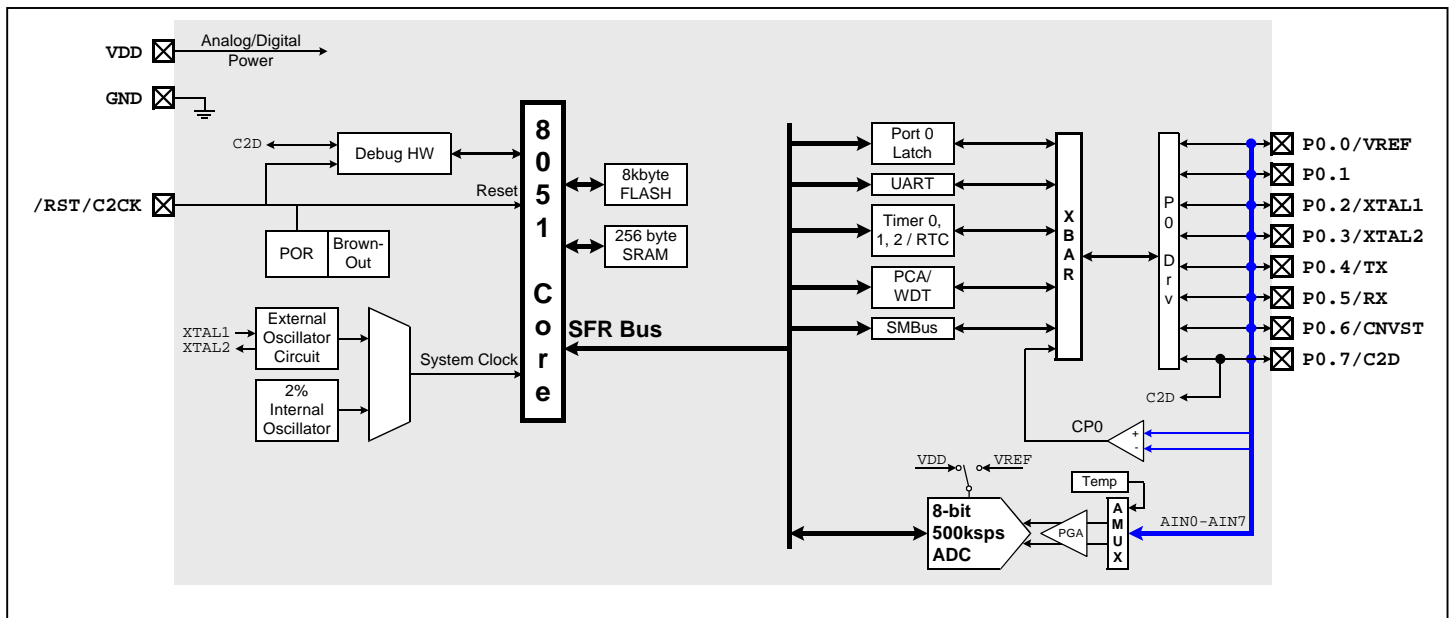 VDD
Analog/Digital
Power
GND
C2D
Debug HW
/RST/C2CK
Reset
POR
Brown-
Out
XTAL1
XTAL2
External
Oscillator
Circuit
2%
Internal
Oscillator
System Clock
8
0
5
1
C
o
r
e
8kbyte
FLASH
256 byte
SRAM
SFR Bus
Port 0
Latch
UART
Timer 0,
1, 2 / RTC
PCA/
WDT
SMBus
X
B
A
R
P
0
D
r
v
P0.0/VREF
P0.1
P0.2/XTAL1
P0.3/XTAL2
P0.4/TX
P0.5/RX
P0.6/CNVST
P0.7/C2D
C2D
CP0
+
-
VDD
VREF
Temp
8-bit
500ksps
ADC
PGA
A
M
U
X
AIN0-AIN7